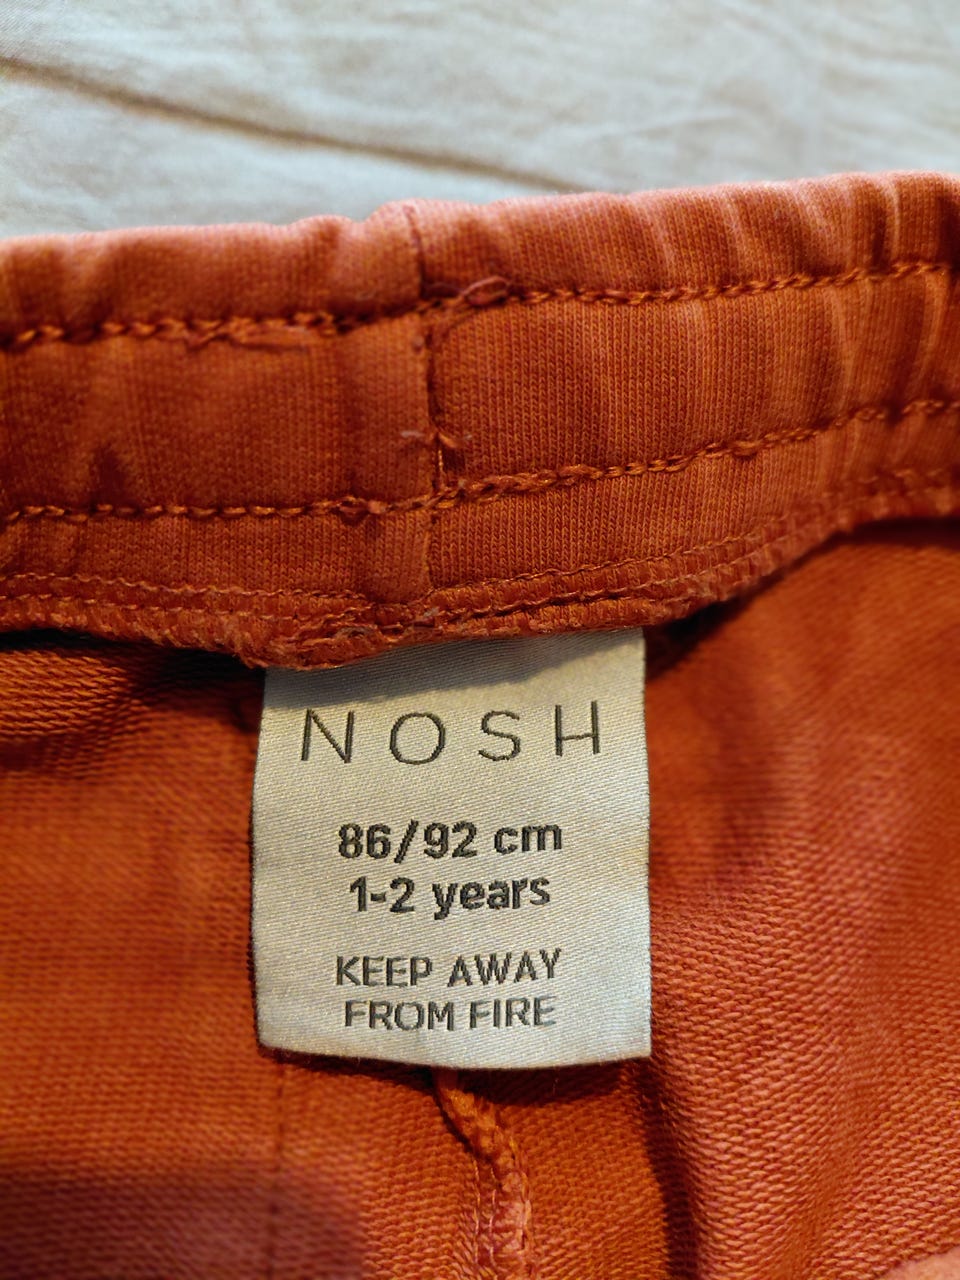 NOSH
86/92 cm
1-2 years
KEEP AWAY
FROM FIRE